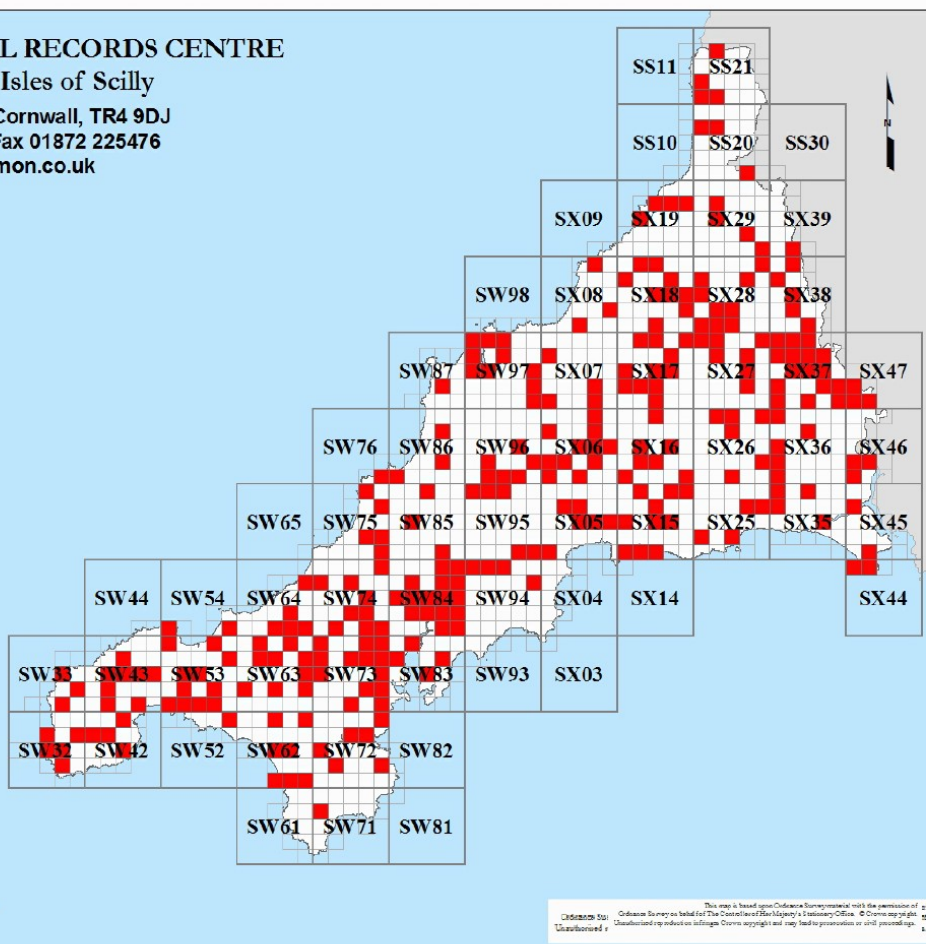 L RECORDS CENTRE
Isles of Scilly
Cornwall, TR4 9DJ
Fax 01872 225476
mon.co.uk
SS11 SS21
N
SS10 SS20 SS30
SX09 SX19 SX29 SX39
SW98 SX08 SX18 SX28 SX38
SW87 SW97 SX07 SX17 SX27 SX37 SX47
SW76 SW86 SW96 SX06 SX16 SX26 SX36 SX46
SW65 SW75 SW85 SW95 SX05 SX15 SX25 SX35 SX45
SW44 SW54 SW64 SW74 SW84 SW94 SX04 SX14 SX44
SW33 SW43 SW53 SW63 SW73 SW83 SW93 SX03
SW32 SW42 SW52 SW62 SW72 SW82
SW61 SW71 SW81
This map is based upon Ordnance Survey material with the permission of
Ordnance Survey on behalf of The Controller of Her Majesty's Stationery Office. © Crown copyright.
Unauthorised reproduction infringes Crown copyright and may lead to prosecution or civil proceedings.